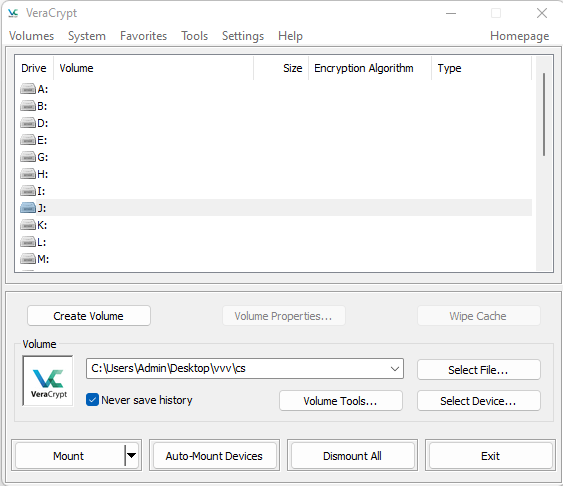 VeraCrypt
Volumes System Favorites Tools Settings Help Homepage
Drive Volume Size Encryption Algorithm Type
A:
B:
D:
E:
G:
H:
I:
J:
K:
L:
M:
Create Volume Volume Properties... Wipe Cache
Volume
C:\Users\Admin\Desktop\vvv\cs Select File...
VeraCrypt
Never save history Volume Tools... Select Device...
Mount Auto-Mount Devices Dismount All Exit